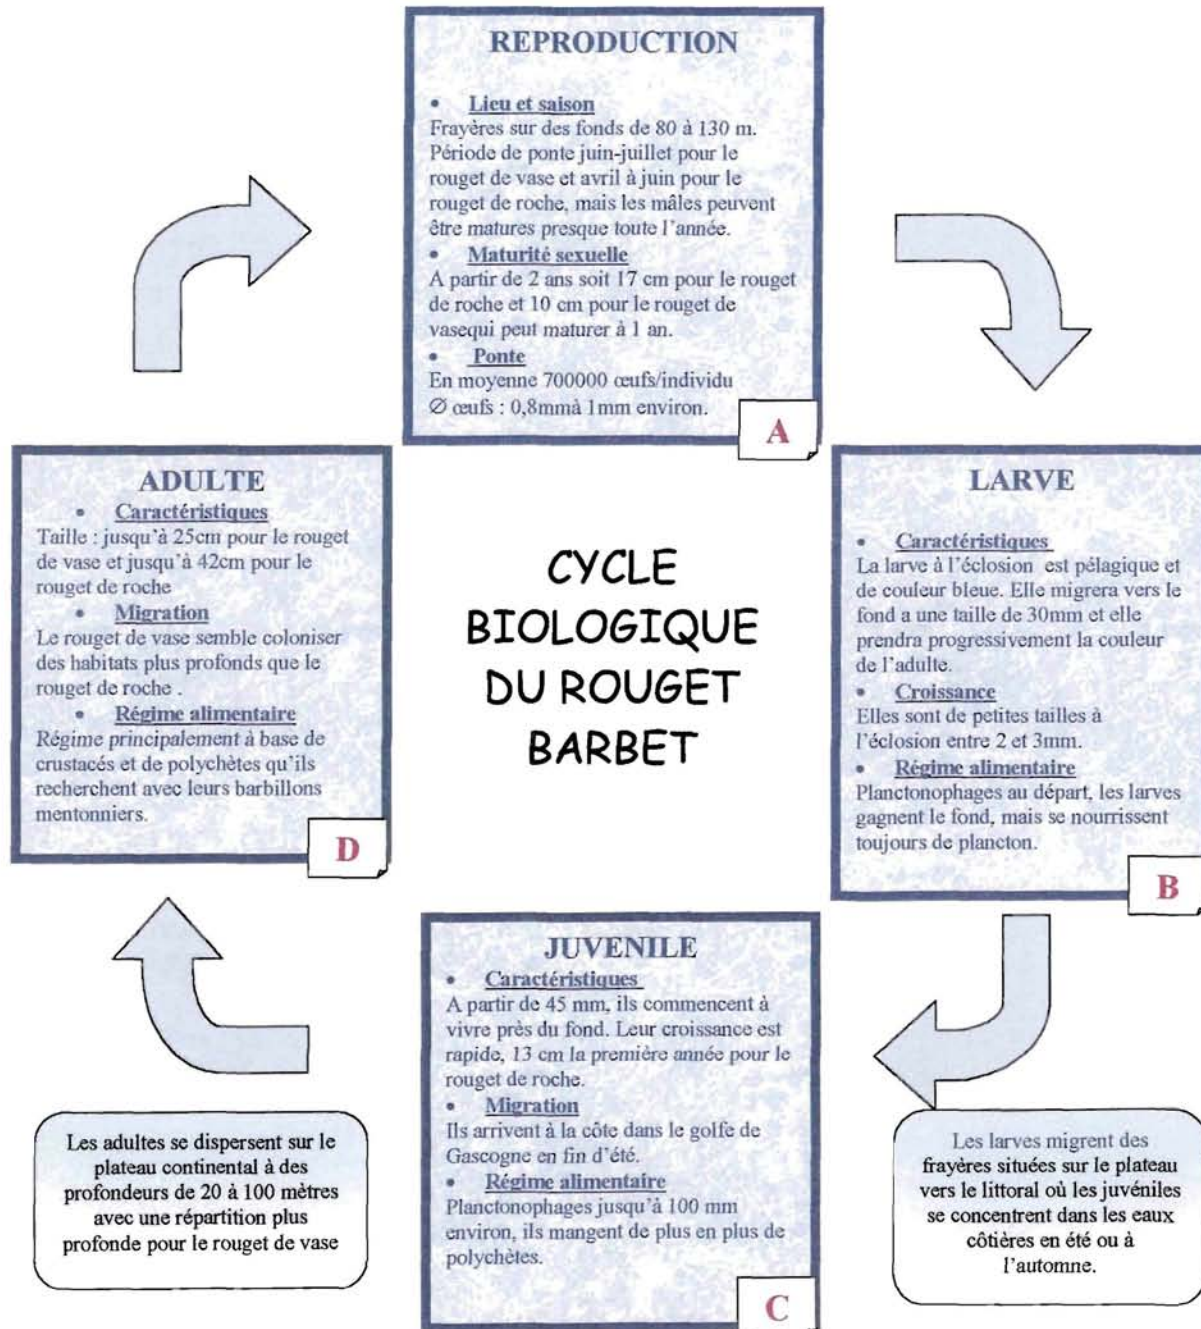 REPRODUCTION
• Lieu et saison
Frayères sur des fonds de 80 à 130 m.
Période de ponte juin-juillet pour le
rouget de vase et avril à juin pour le
rouget de roche, mais les mâles peuvent
être matures presque toute l'année.
• Maturité sexuelle
A partir de 2 ans soit 17 cm pour le rouget
de roche et 10 cm pour le rouget de
vasequi peut maturer à 1 an.
• Ponte
En moyenne 700000 œufs/individu
Ø œufs : 0,8mmà 1mm environ.
A
LARVE
• Caractéristiques
La larve à l'éclosion est pélagique et
de couleur bleue. Elle migrera vers le
fond a une taille de 30mm et elle
prendra progressivement la couleur
de l'adulte.
• Croissance
Elles sont de petites tailles à
l'éclosion entre 2 et 3mm.
• Régime alimentaire
Planctonophages au départ, les larves
gagnent le fond, mais se nourrissent
toujours de plancton.
B
Les larves migrent des
frayères situées sur le plateau
vers le littoral où les juvéniles
se concentrent dans les eaux
côtières en été ou à
l'automne.
JUVENILE
• Caractéristiques
A partir de 45 mm, ils commencent à
vivre près du fond. Leur croissance est
rapide, 13 cm la première année pour le
rouget de roche.
• Migration
Ils arrivent à la côte dans le golfe de
Gascogne en fin d'été.
• Régime alimentaire
Planctonophages jusqu'à 100 mm
environ, ils mangent de plus en plus de
polychètes.
C
Les adultes se dispersent sur le
plateau continental à des
profondeurs de 20 à 100 mètres
avec une répartition plus
profonde pour le rouget de vase
ADULTE
• Caractéristiques
Taille : jusqu'à 25cm pour le rouget
de vase et jusqu'à 42cm pour le
rouget de roche
• Migration
Le rouget de vase semble coloniser
des habitats plus profonds que le
rouget de roche .
• Régime alimentaire
Régime principalement à base de
crustacés et de polychètes qu'ils
recherchent avec leurs barbillons
mentonniers.
D
CYCLE
BIOLOGIQUE
DU ROUGET
BARBET